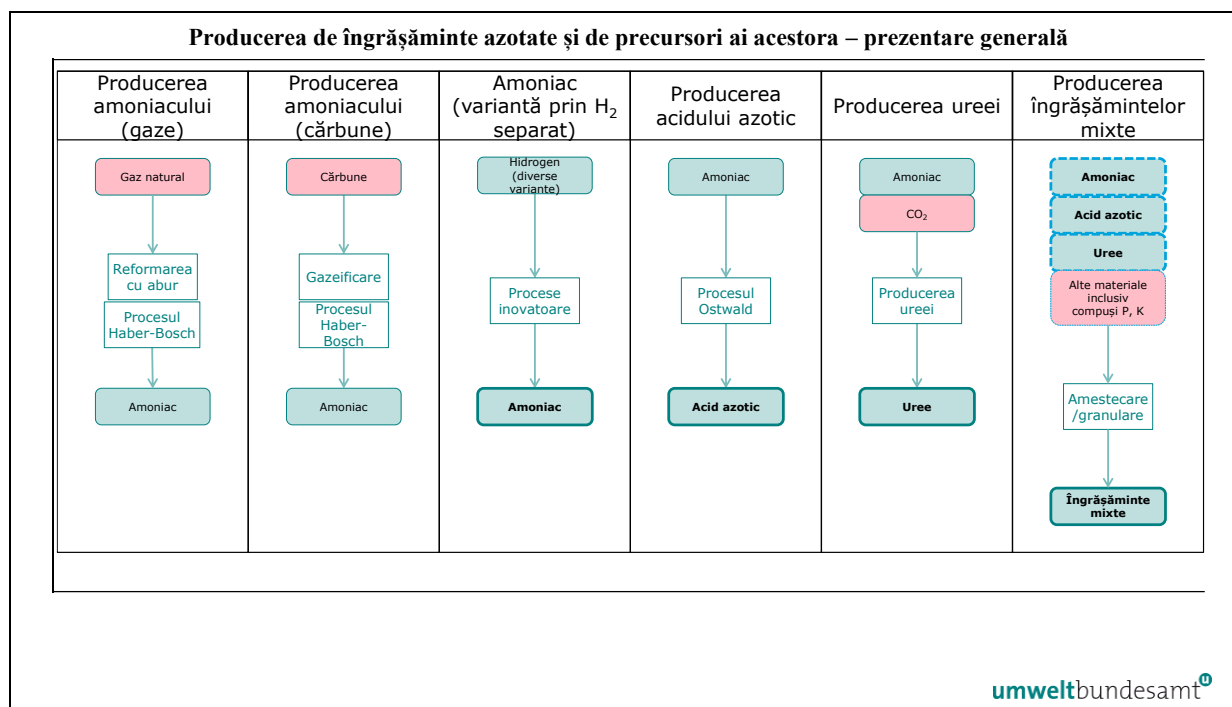 Producerea de îngrășăminte azotate și de precursori ai acestora – prezentare generală
Producerea
amoniacului
(gaze)
Gaz natural
Reformarea
cu abur
Procesul
Haber-Bosch
Amoniac
Producerea
amoniacului
(cărbune)
Cărbune
Gazeificare
Procesul
Haber-
Bosch
Amoniac
Amoniac
(variantă prin H₂
separat)
Hidrogen
(diverse
variante)
Procese
inovatoare
Amoniac
Producerea
acidului azotic
Amoniac
Procesul
Ostwald
Acid azotic
Producerea ureei
Amoniac
CO₂
Producerea
ureei
Uree
Producerea
îngrășămintelor
mixte
Amoniac
Acid azotic
Uree
Alte materiale
inclusiv
compuși P, K
Amestecare
/granulare
Îngrășăminte
mixte
umweltbundesamt
u